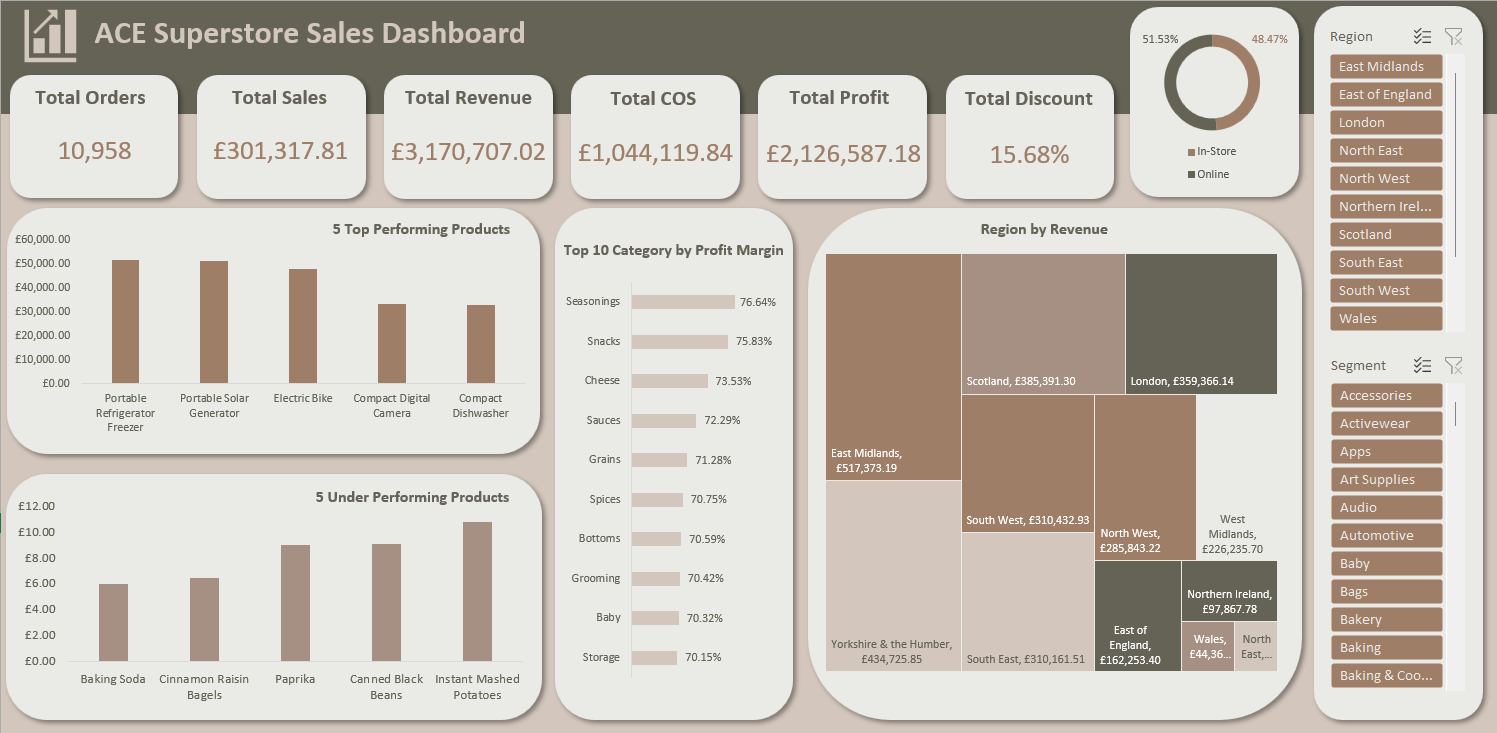 ACE Superstore Sales Dashboard
Total Orders
10,958
Total Sales
£301,317.81
Total Revenue
£3,170,707.02
Total COS
£1,044,119.84
Total Profit
£2,126,587.18
Total Discount
15.68%
51.53%
48.47%
In-Store
Online
5 Top Performing Products
£60,000.00
£50,000.00
£40,000.00
£30,000.00
£20,000.00
£10,000.00
£0.00
Portable
Refrigerator
Freezer
Portable Solar
Generator
Electric Bike
Compact Digital
Camera
Compact
Dishwasher
5 Under Performing Products
£12.00
£10.00
£8.00
£6.00
£4.00
£2.00
£0.00
Baking Soda
Cinnamon Raisin
Bagels
Paprika
Canned Black
Beans
Instant Mashed
Potatoes
Top 10 Category by Profit Margin
Seasonings 76.64%
Snacks 75.83%
Cheese 73.53%
Sauces 72.29%
Grains 71.28%
Spices 70.75%
Bottoms 70.59%
Grooming 70.42%
Baby 70.32%
Storage 70.15%
Region by Revenue
East Midlands,
£517,373.19
Yorkshire & the Humber,
£434,725.85
Scotland, £385,391.30
London, £359,366.14
South West, £310,432.93
South East, £310,161.51
North West,
£285,843.22
West
Midlands,
£226,235.70
East of
England,
£162,253.40
Northern Ireland,
£97,867.78
Wales,
£44,36...
North
East,...
Region
East Midlands
East of England
London
North East
North West
Northern Irel...
Scotland
South East
South West
Wales
Segment
Accessories
Activewear
Apps
Art Supplies
Audio
Automotive
Baby
Bags
Bakery
Baking
Baking & Coo...